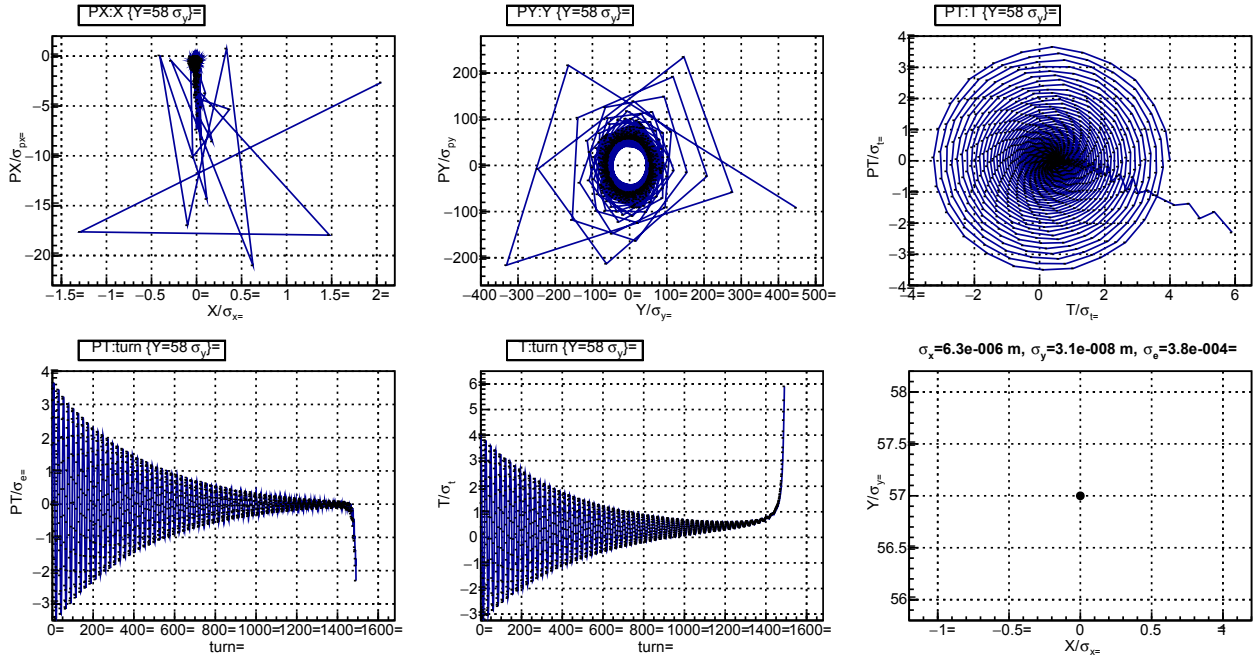 PX:X {Y=58 σy}=
PX/σpx=
0
−5
−10
−15
−20
−1.5= −1= −0.5= 0= 0.5= 1= 1.5= 2=
X/σx=
PY:Y {Y=58 σy}=
PY/σpy
200
100
0
−100
−200
−400= −300= −200= −100= 0= 100= 200= 300= 400= 500=
Y/σy=
PT:T {Y=58 σy}=
PT/σt=
4
3
2
1
0
−1
−2
−3
−4
−4= −2= 0= 2= 4= 6=
T/σt=
PT:turn {Y=58 σy}=
PT/σe=
4
3
2
1
0
−1
−2
−3
0= 200= 400= 600= 800= 1000= 1200= 1400= 1600=
turn=
T:turn {Y=58 σy}=
T/σt
6
5
4
3
2
1
0
−1
−2
−3
0= 200= 400= 600= 800= 1000= 1200= 1400= 1600=
turn=
σx=6.3e-006 m, σy=3.1e-008 m, σe=3.8e-004=
Y/σy=
58
57.5
57
56.5
56
−1= −0.5= 0= 0.5= 1=
X/σx=